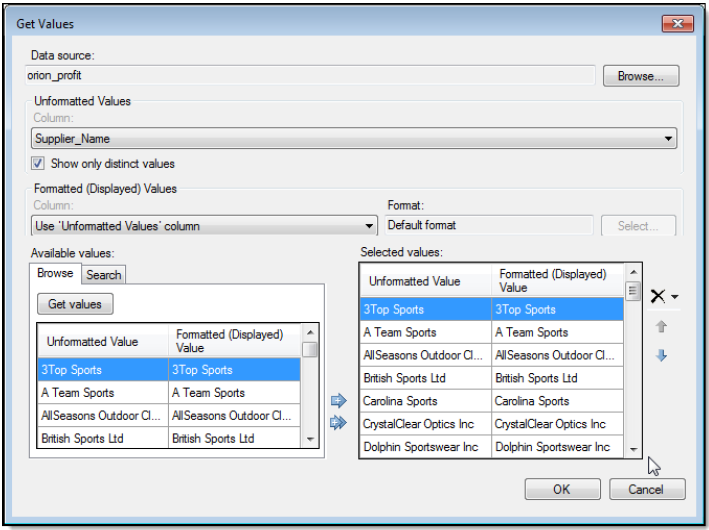 Get Values
Data source:
orion_profit
Browse...
Unformatted Values
Column:
Supplier_Name
Show only distinct values
Formatted (Displayed) Values
Column:
Format:
Use 'Unformatted Values' column
Default format
Select...
Available values:
Browse
Search
Get values
Unformatted Value
Formatted (Displayed) Value
3Top Sports
3Top Sports
A Team Sports
A Team Sports
AllSeasons Outdoor Cl...
AllSeasons Outdoor Cl...
British Sports Ltd
British Sports Ltd
Selected values:
Unformatted Value
Formatted (Displayed) Value
3Top Sports
3Top Sports
A Team Sports
A Team Sports
AllSeasons Outdoor Cl...
AllSeasons Outdoor Cl...
British Sports Ltd
British Sports Ltd
Carolina Sports
Carolina Sports
CrystalClear Optics Inc
CrystalClear Optics Inc
Dolphin Sportswear Inc
Dolphin Sportswear Inc
OK
Cancel